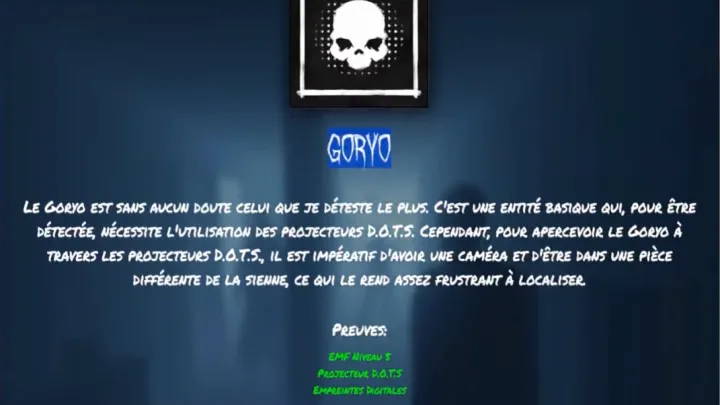 GORYO
Le Goryo est sans aucun doute celui que je déteste le plus. C'est une entité basique qui, pour être
détectée, nécessite l'utilisation des projecteurs D.O.T.S. Cependant, pour apercevoir le Goryo à
travers les projecteurs D.O.T.S., il est impératif d'avoir une caméra et d'être dans une pièce
différente de la sienne, ce qui le rend assez frustrant à localiser.
Preuves:
EMF Niveau 5
Projecteur D.O.T.S
Empreintes Digitales